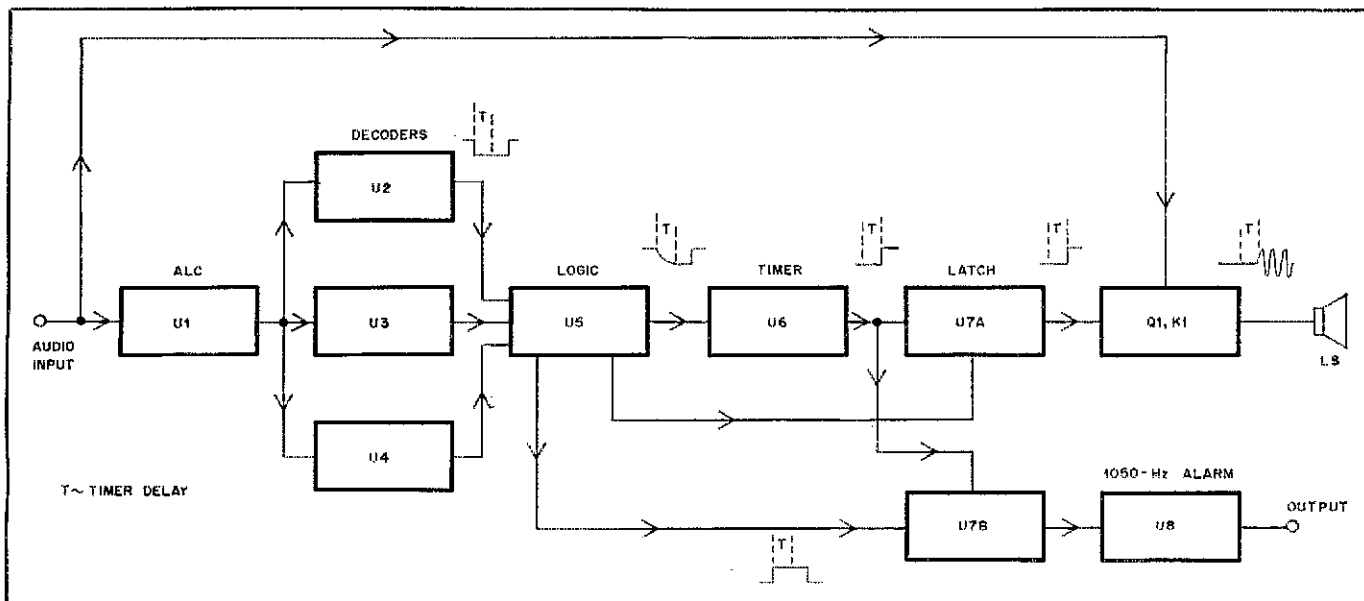 DECODERS
T
U2
ALC
U1
AUDIO
INPUT
U3
LOGIC
U5
T
TIMER
U6
T
LATCH
U7A
T
Q1, K1
T
LS
U4
T~ TIMER DELAY
U7B
T
1050-Hz ALARM
U8
OUTPUT